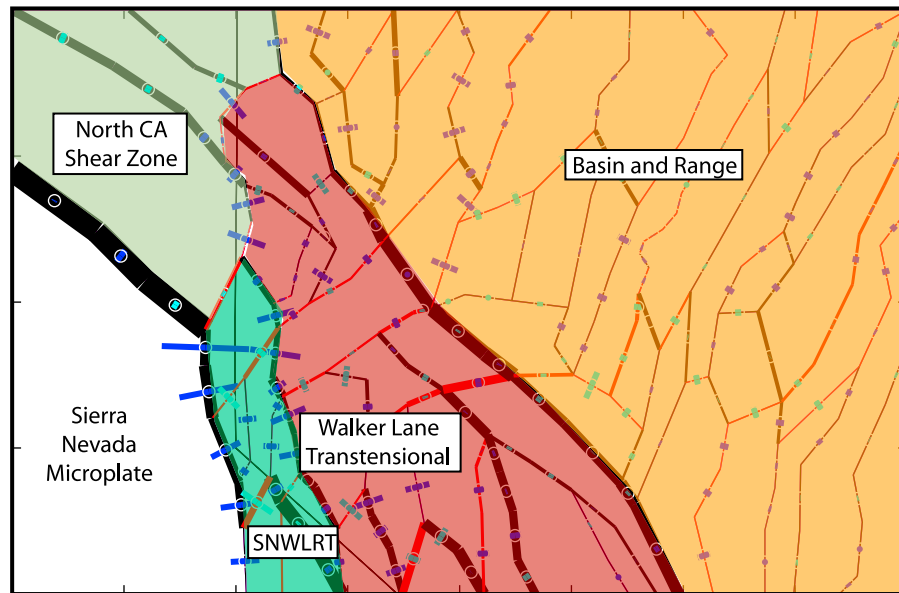 North CA
Shear Zone
Basin and Range
Sierra
Nevada
Microplate
Walker Lane
Transtensional
SNWLRT